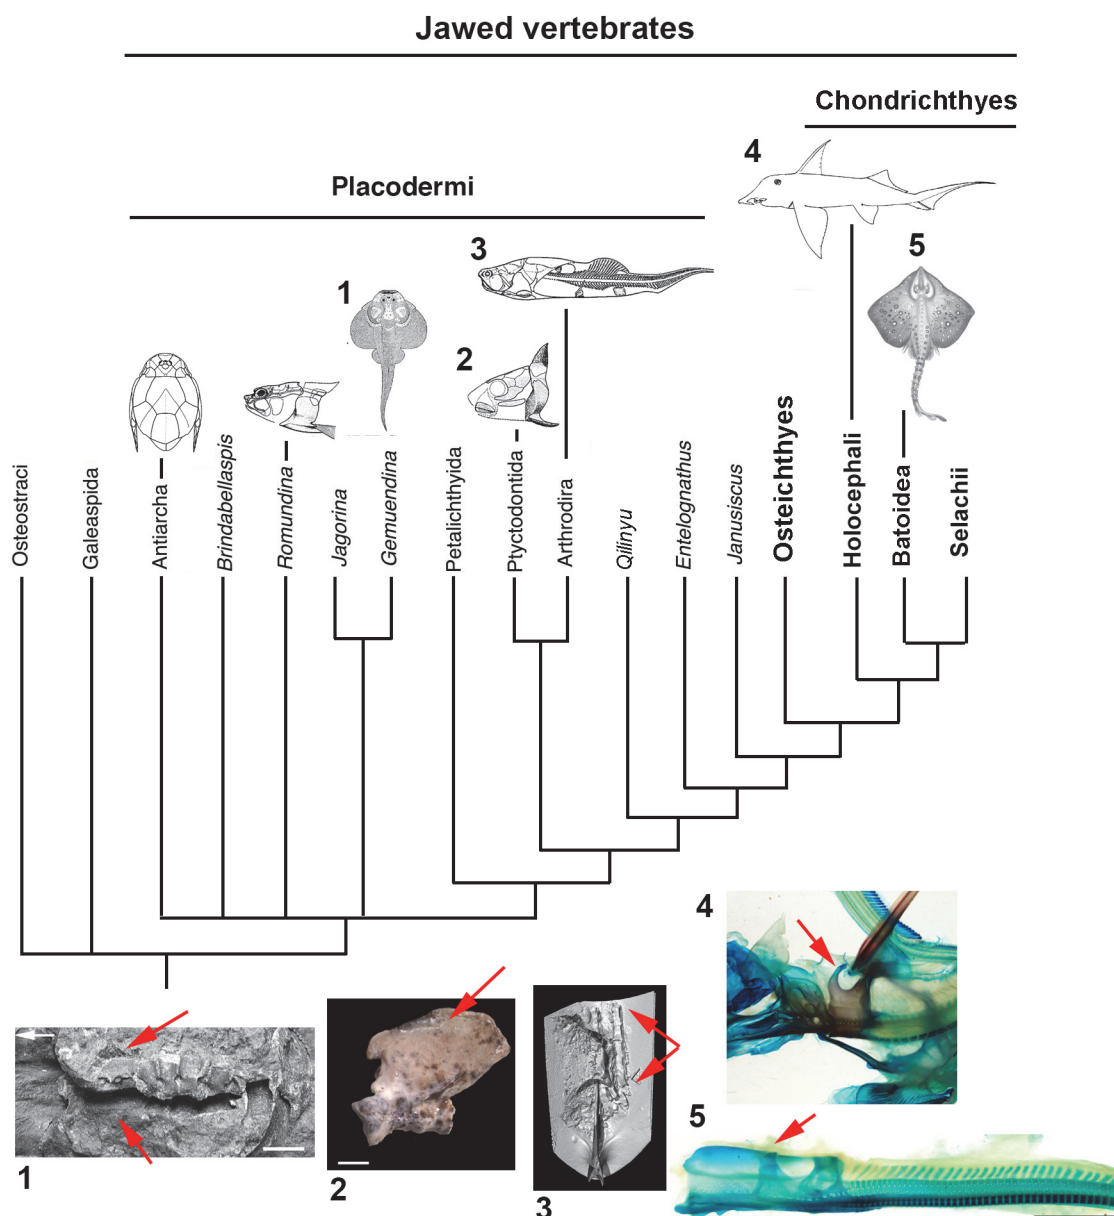 Jawed vertebrates
Chondrichthyes
4
Placodermi
5
3
1
2
Osteostraci
Galeaspida
Antiarcha
Brindabellaspis
Romundina
Jagorina
Gemuendina
Petalichthyida
Ptyctodontida
Arthrodira
Qilinyu
Entelognathus
Janusiscus
Osteichthyes
Holocephali
Batoidea
Selachii
4
5
1
2
3